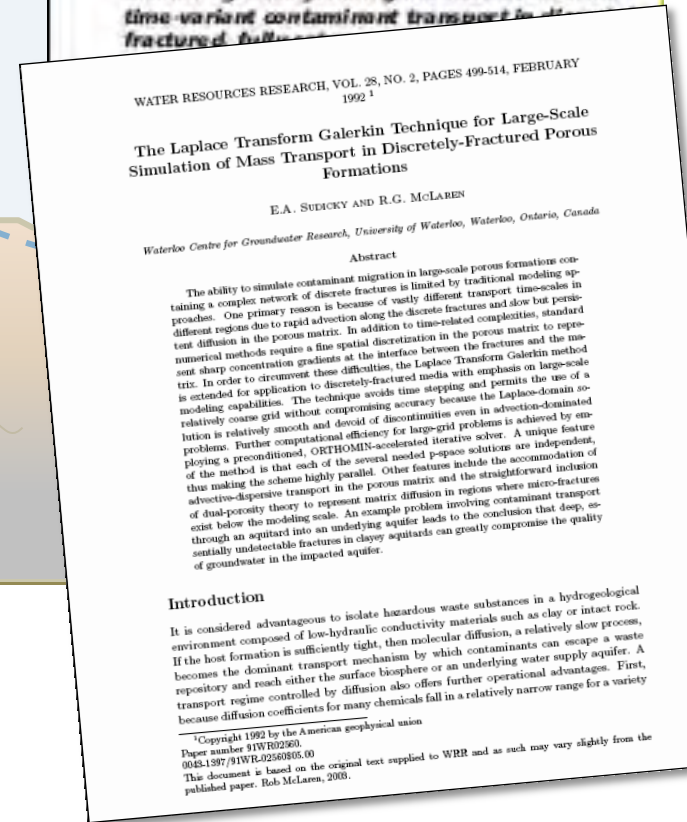 time-variant contaminant transport in
fractured, fully
WATER RESOURCES RESEARCH, VOL. 28, NO. 2, PAGES 499-514, FEBRUARY
1992 1
The Laplace Transform Galerkin Technique for Large-Scale
Simulation of Mass Transport in Discretely-Fractured Porous
Formations
E.A. SUDICKY AND R.G. MCLAREN
Waterloo Centre for Groundwater Research, University of Waterloo, Waterloo, Ontario, Canada
Abstract
The ability to simulate contaminant migration in large-scale porous formations con-
taining a complex network of discrete fractures is limited by traditional modeling ap-
proaches. One primary reason is because of vastly different transport time-scales in
different regions due to rapid advection along the discrete fractures and slow but persis-
tent diffusion in the porous matrix. In addition to time-related complexities, standard
numerical methods require a fine spatial discretization in the porous matrix to repre-
sent sharp concentration gradients at the interface between the fractures and the ma-
trix. In order to circumvent these difficulties, the Laplace Transform Galerkin method
is extended for application to discretely-fractured media with emphasis on large-scale
modeling capabilities. The technique avoids time stepping and permits the use of a
relatively coarse grid without compromising accuracy because the Laplace-domain so-
lution is relatively smooth and devoid of discontinuities even in advection-dominated
problems. Further computational efficiency for large-grid problems is achieved by em-
ploying a preconditioned, ORTHOMIN-accelerated iterative solver. A unique feature
of the method is that each of the several needed p-space solutions are independent,
thus making the scheme highly parallel. Other features include the accommodation of
advective-dispersive transport in the porous matrix and the straightforward inclusion
of dual-porosity theory to represent matrix diffusion in regions where micro-fractures
exist below the modeling scale. An example problem involving contaminant transport
through an aquitard into an underlying aquifer leads to the conclusion that deep, es-
sentially undetectable fractures in clayey aquitards can greatly compromise the quality
of groundwater in the impacted aquifer.
Introduction
It is considered advantageous to isolate hazardous waste substances in a hydrogeological
environment composed of low-hydraulic conductivity materials such as clay or intact rock.
If the host formation is sufficiently tight, then molecular diffusion, a relatively slow process,
becomes the dominant transport mechanism by which contaminants can escape a waste
repository and reach either the surface biosphere or an underlying water supply aquifer. A
transport regime controlled by diffusion also offers further operational advantages. First,
because diffusion coefficients for many chemicals fall in a relatively narrow range for a variety
1Copyright 1992 by the American geophysical union
Paper number 91WR02560.
0043-1397/91WR-02560$05.00
This document is based on the original text supplied to WRR and as such may vary slightly from the
published paper. Rob McLaren, 2003.